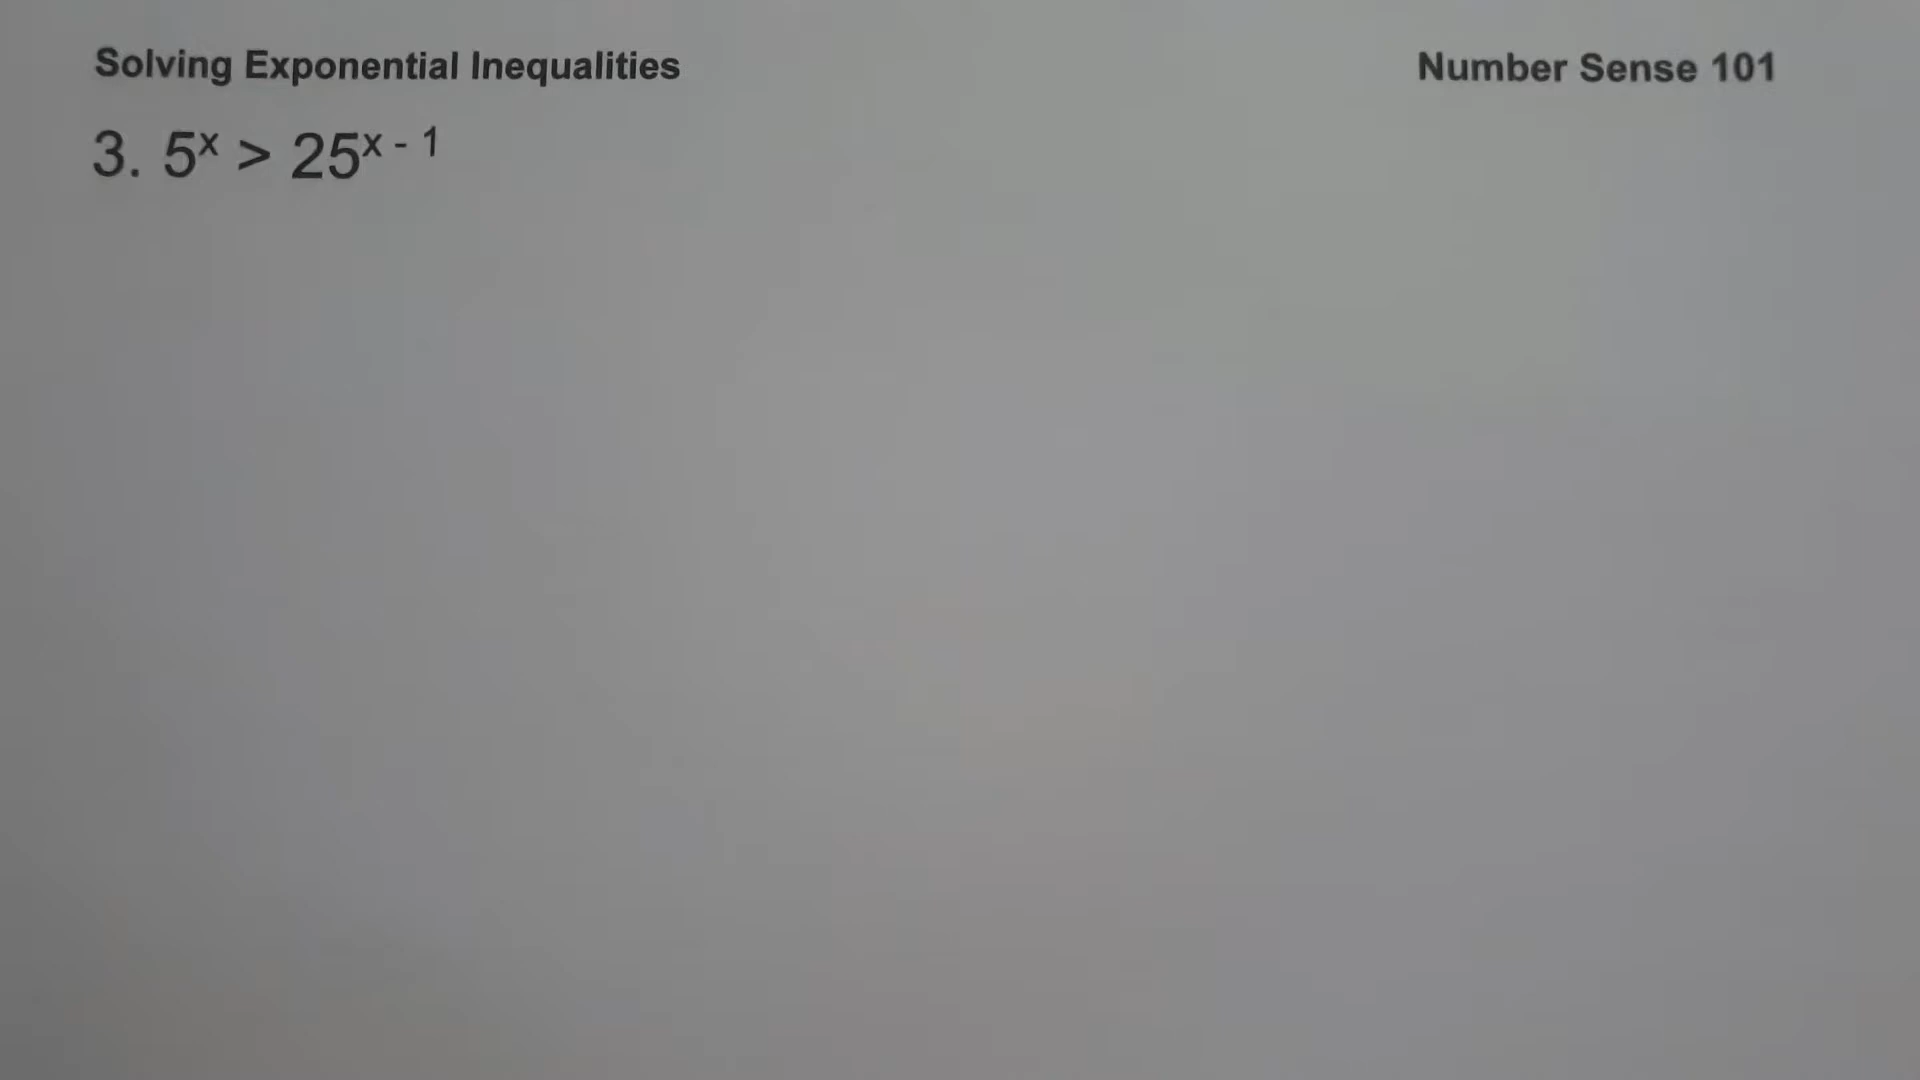 Solving Exponential Inequalities Number Sense 101
3. 5ˣ > 25ˣ ⁻ ¹